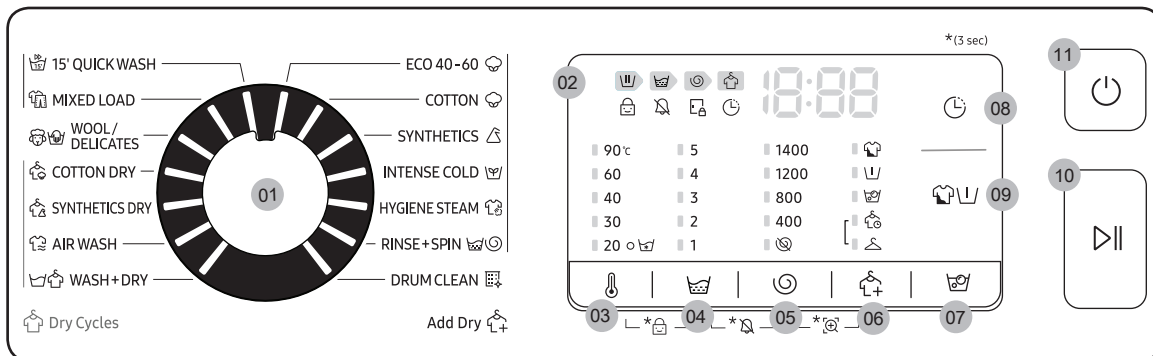 15' QUICK WASH
MIXED LOAD
WOOL/
DELICATES
COTTON DRY
SYNTHETICS DRY
AIR WASH
WASH+DRY
Dry Cycles
ECO 40-60
COTTON
SYNTHETICS
INTENSE COLD
HYGIENE STEAM
RINSE+SPIN
DRUM CLEAN
Add Dry
01
02
18:88
*(3 sec)
90℃ 5 1400
60 4 1200
40 3 800
30 2 400
20 1
03 04 05 06 07
* * *
08
09
11
10